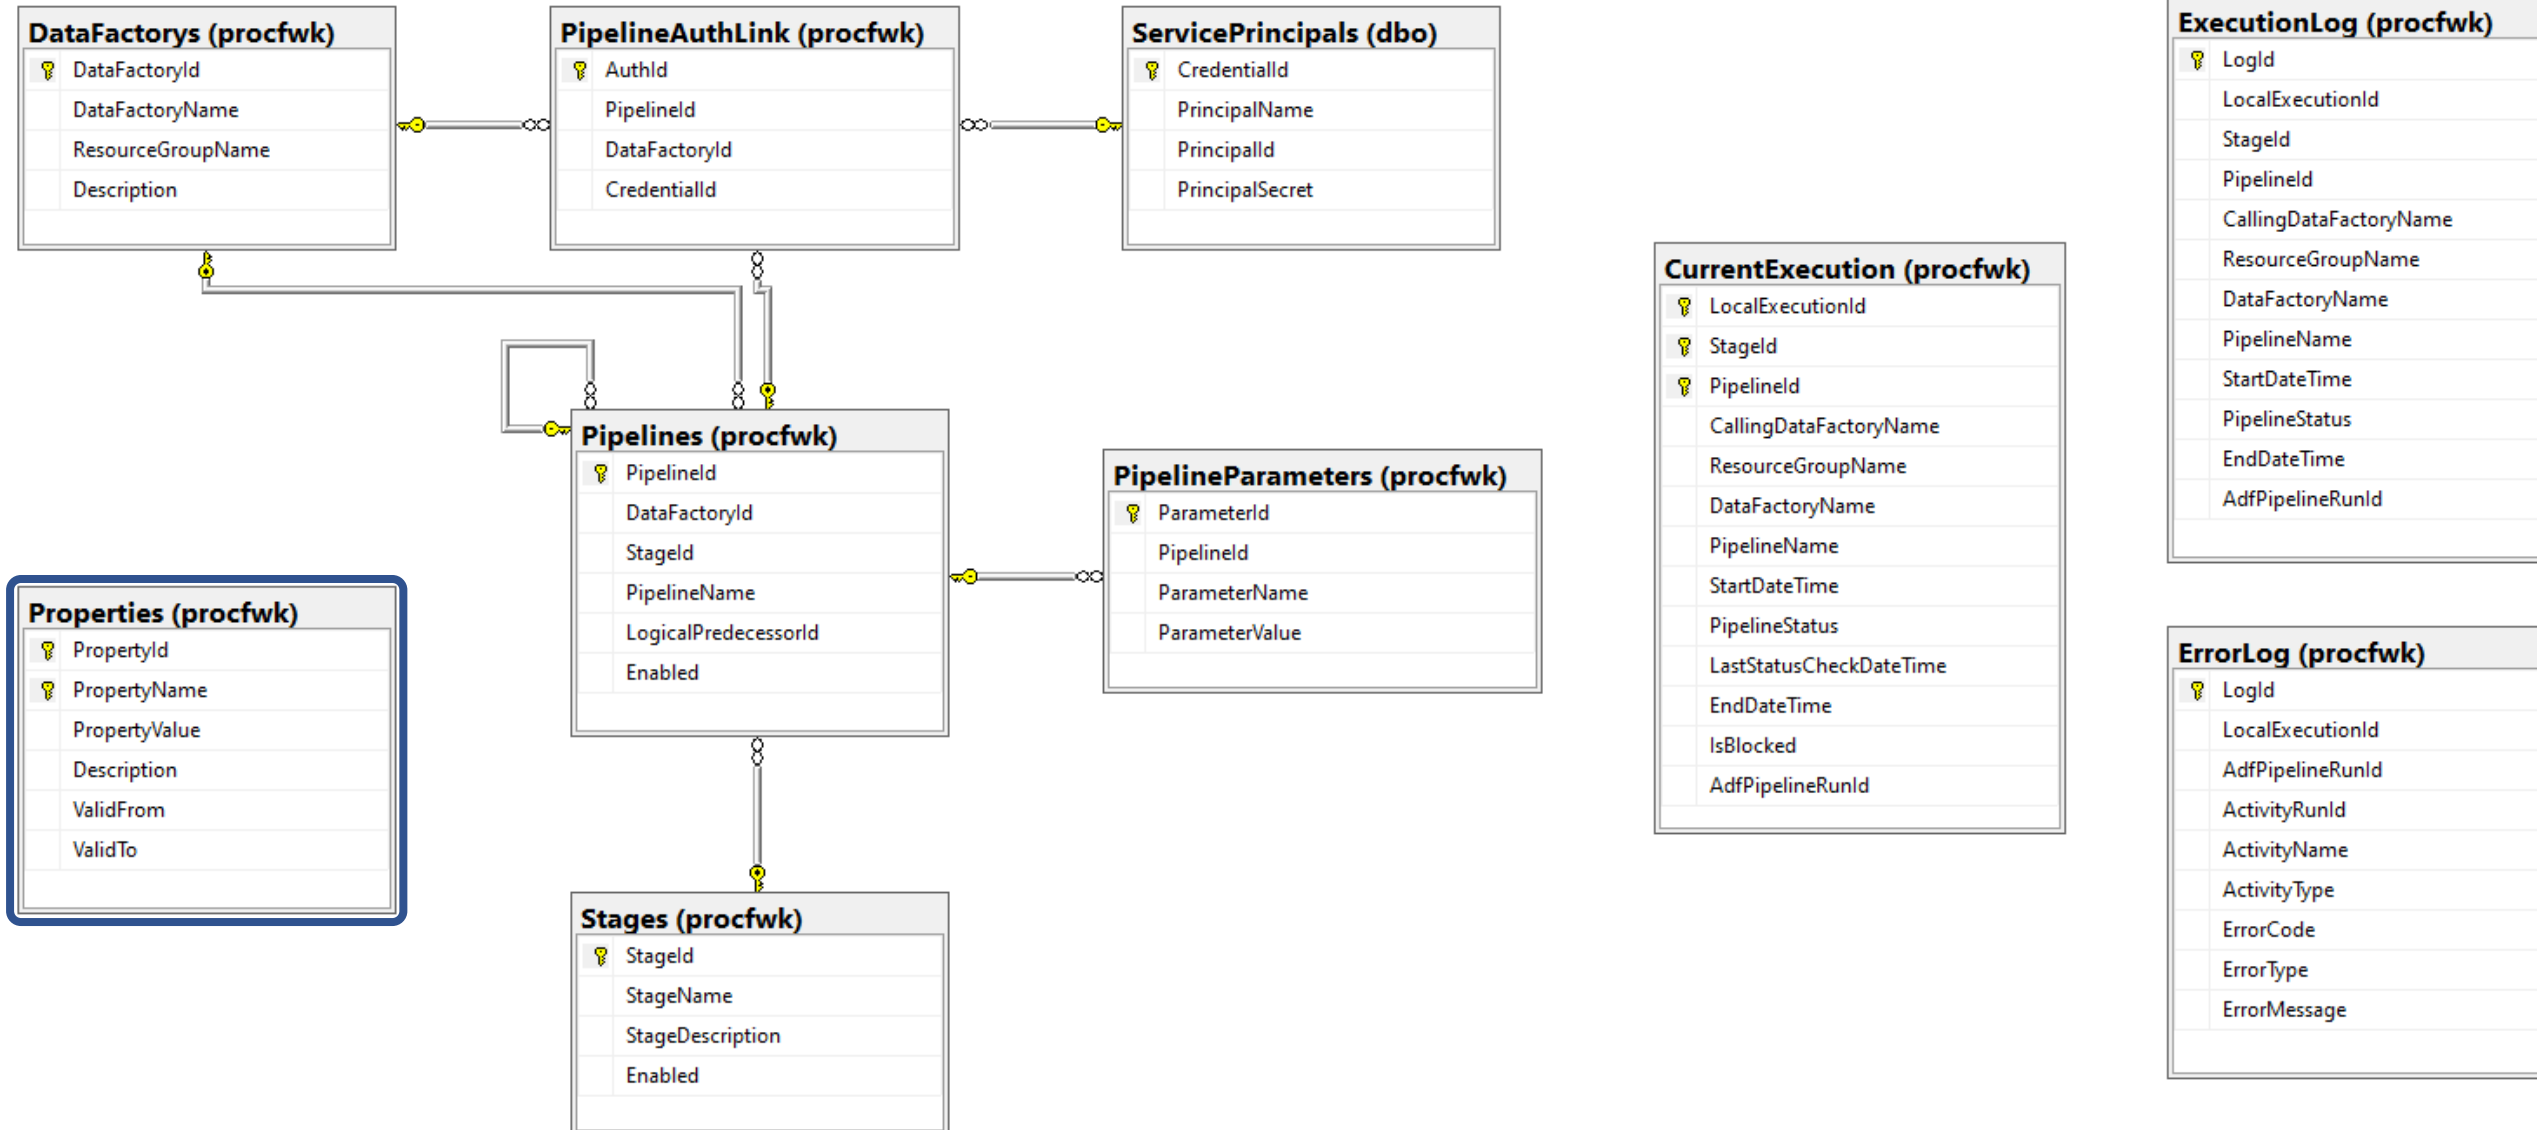 DataFactorys (procfwk)
DataFactoryId
DataFactoryName
ResourceGroupName
Description
PipelineAuthLink (procfwk)
AuthId
PipelineId
DataFactoryId
CredentialId
ServicePrincipals (dbo)
CredentialId
PrincipalName
PrincipalId
PrincipalSecret
Pipelines (procfwk)
PipelineId
DataFactoryId
StageId
PipelineName
LogicalPredecessorId
Enabled
PipelineParameters (procfwk)
ParameterId
PipelineId
ParameterName
ParameterValue
Properties (procfwk)
PropertyId
PropertyName
PropertyValue
Description
ValidFrom
ValidTo
Stages (procfwk)
StageId
StageName
StageDescription
Enabled
CurrentExecution (procfwk)
LocalExecutionId
StageId
PipelineId
CallingDataFactoryName
ResourceGroupName
DataFactoryName
PipelineName
StartDateTime
PipelineStatus
LastStatusCheckDateTime
EndDateTime
IsBlocked
AdfPipelineRunId
ExecutionLog (procfwk)
LogId
LocalExecutionId
StageId
PipelineId
CallingDataFactoryName
ResourceGroupName
DataFactoryName
PipelineName
StartDateTime
PipelineStatus
EndDateTime
AdfPipelineRunId
ErrorLog (procfwk)
LogId
LocalExecutionId
AdfPipelineRunId
ActivityRunId
ActivityName
ActivityType
ErrorCode
ErrorType
ErrorMessage